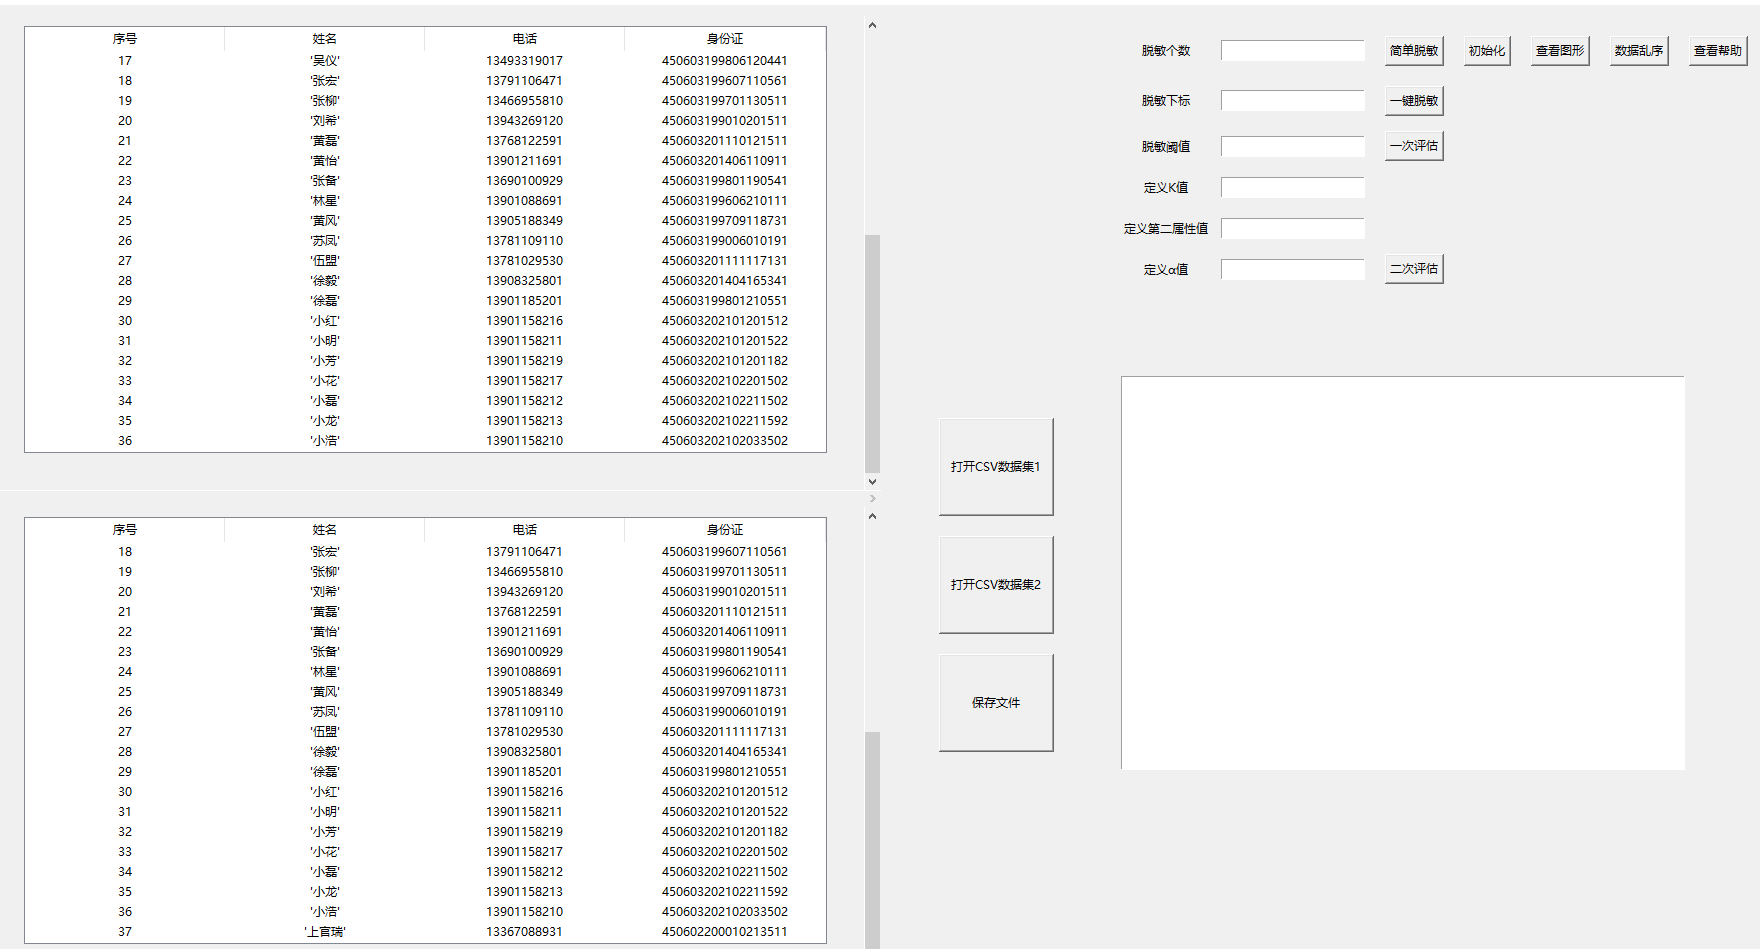 序号 姓名 电话 身份证
17 '吴仪' 13493319017 450603199806120441
18 '张宏' 13791106471 450603199607110561
19 '张柳' 13466955810 450603199701130511
20 '刘希' 13943269120 450603199010201511
21 '黄磊' 13768122591 450603201110121511
22 '黄怡' 13901211691 450603201406110911
23 '张备' 13690100929 450603199801190541
24 '林星' 13901088691 450603199606210111
25 '黄风' 13905188349 450603199709118731
26 '苏凤' 13781109110 450603199006010191
27 '伍盟' 13781029530 450603201111117131
28 '徐毅' 13908325801 450603201404165341
29 '徐磊' 13901185201 450603199801210551
30 '小红' 13901158216 450603202101201512
31 '小明' 13901158211 450603202101201522
32 '小芳' 13901158219 450603202101201182
33 '小花' 13901158217 450603202102201502
34 '小磊' 13901158212 450603202102211502
35 '小龙' 13901158213 450603202102211592
36 '小浩' 13901158210 450603202102033502
序号 姓名 电话 身份证
18 '张宏' 13791106471 450603199607110561
19 '张柳' 13466955810 450603199701130511
20 '刘希' 13943269120 450603199010201511
21 '黄磊' 13768122591 450603201110121511
22 '黄怡' 13901211691 450603201406110911
23 '张备' 13690100929 450603199801190541
24 '林星' 13901088691 450603199606210111
25 '黄风' 13905188349 450603199709118731
26 '苏凤' 13781109110 450603199006010191
27 '伍盟' 13781029530 450603201111117131
28 '徐毅' 13908325801 450603201404165341
29 '徐磊' 13901185201 450603199801210551
30 '小红' 13901158216 450603202101201512
31 '小明' 13901158211 450603202101201522
32 '小芳' 13901158219 450603202101201182
33 '小花' 13901158217 450603202102201502
34 '小磊' 13901158212 450603202102211502
35 '小龙' 13901158213 450603202102211592
36 '小浩' 13901158210 450603202102033502
37 '上官瑞' 13367088931 450602200010213511
打开CSV数据集1
打开CSV数据集2
保存文件
脱敏个数 简单脱敏 初始化 查看图形 数据乱序 查看帮助
脱敏下标 一键脱敏
脱敏阈值 一次评估
定义K值
定义第二属性值
定义α值 二次评估